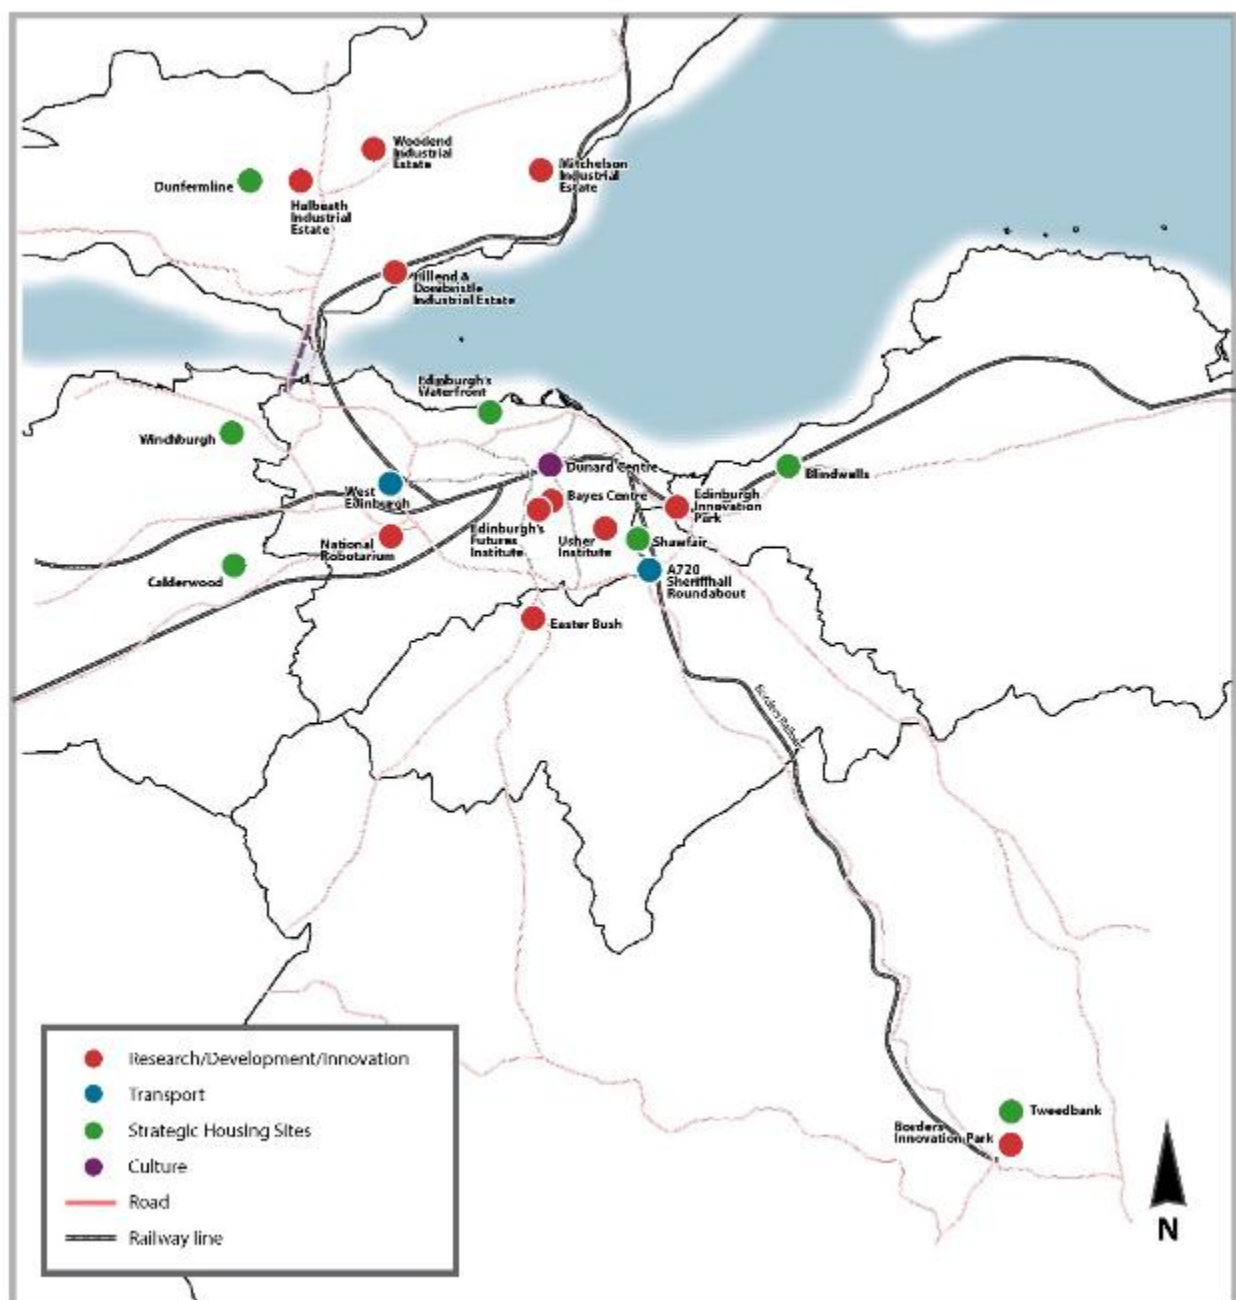 Woodend
Industrial
Estate
Mitchelson
Industrial
Estate
Dunfermline
Halbeath
Industrial
Estate
Hillend &
Donibristle
Industrial Estate
Edinburgh's
Waterfront
Winchburgh
Dunard Centre
Blindwells
West
Edinburgh
Bayes Centre
Edinburgh
Innovation
Park
Edinburgh's
Futures
Institute
Usher
Institute
Shawfair
National
Robotarium
Calderwood
A720
Sheriffhall
Roundabout
Easter Bush
Borders Railway
Research/Development/Innovation
Transport
Strategic Housing Sites
Culture
Road
Railway line
Tweedbank
Borders
Innovation Park
N